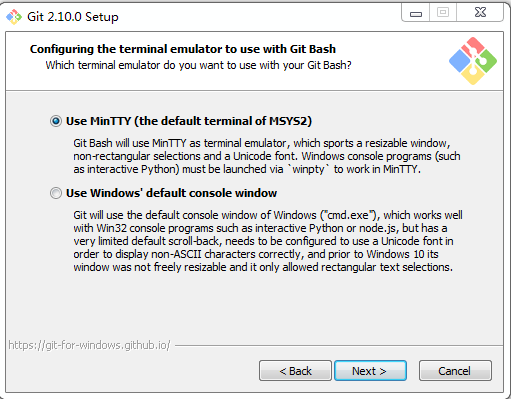 Git 2.10.0 Setup
Configuring the terminal emulator to use with Git Bash
Which terminal emulator do you want to use with your Git Bash?
Use MinTTY (the default terminal of MSYS2)
Git Bash will use MinTTY as terminal emulator, which sports a resizable window,
non-rectangular selections and a Unicode font. Windows console programs (such
as interactive Python) must be launched via `winpty` to work in MinTTY.
Use Windows' default console window
Git will use the default console window of Windows ("cmd.exe"), which works well
with Win32 console programs such as interactive Python or node.js, but has a
very limited default scroll-back, needs to be configured to use a Unicode font in
order to display non-ASCII characters correctly, and prior to Windows 10 its
window was not freely resizable and it only allowed rectangular text selections.
https://git-for-windows.github.io/
< Back Next > Cancel